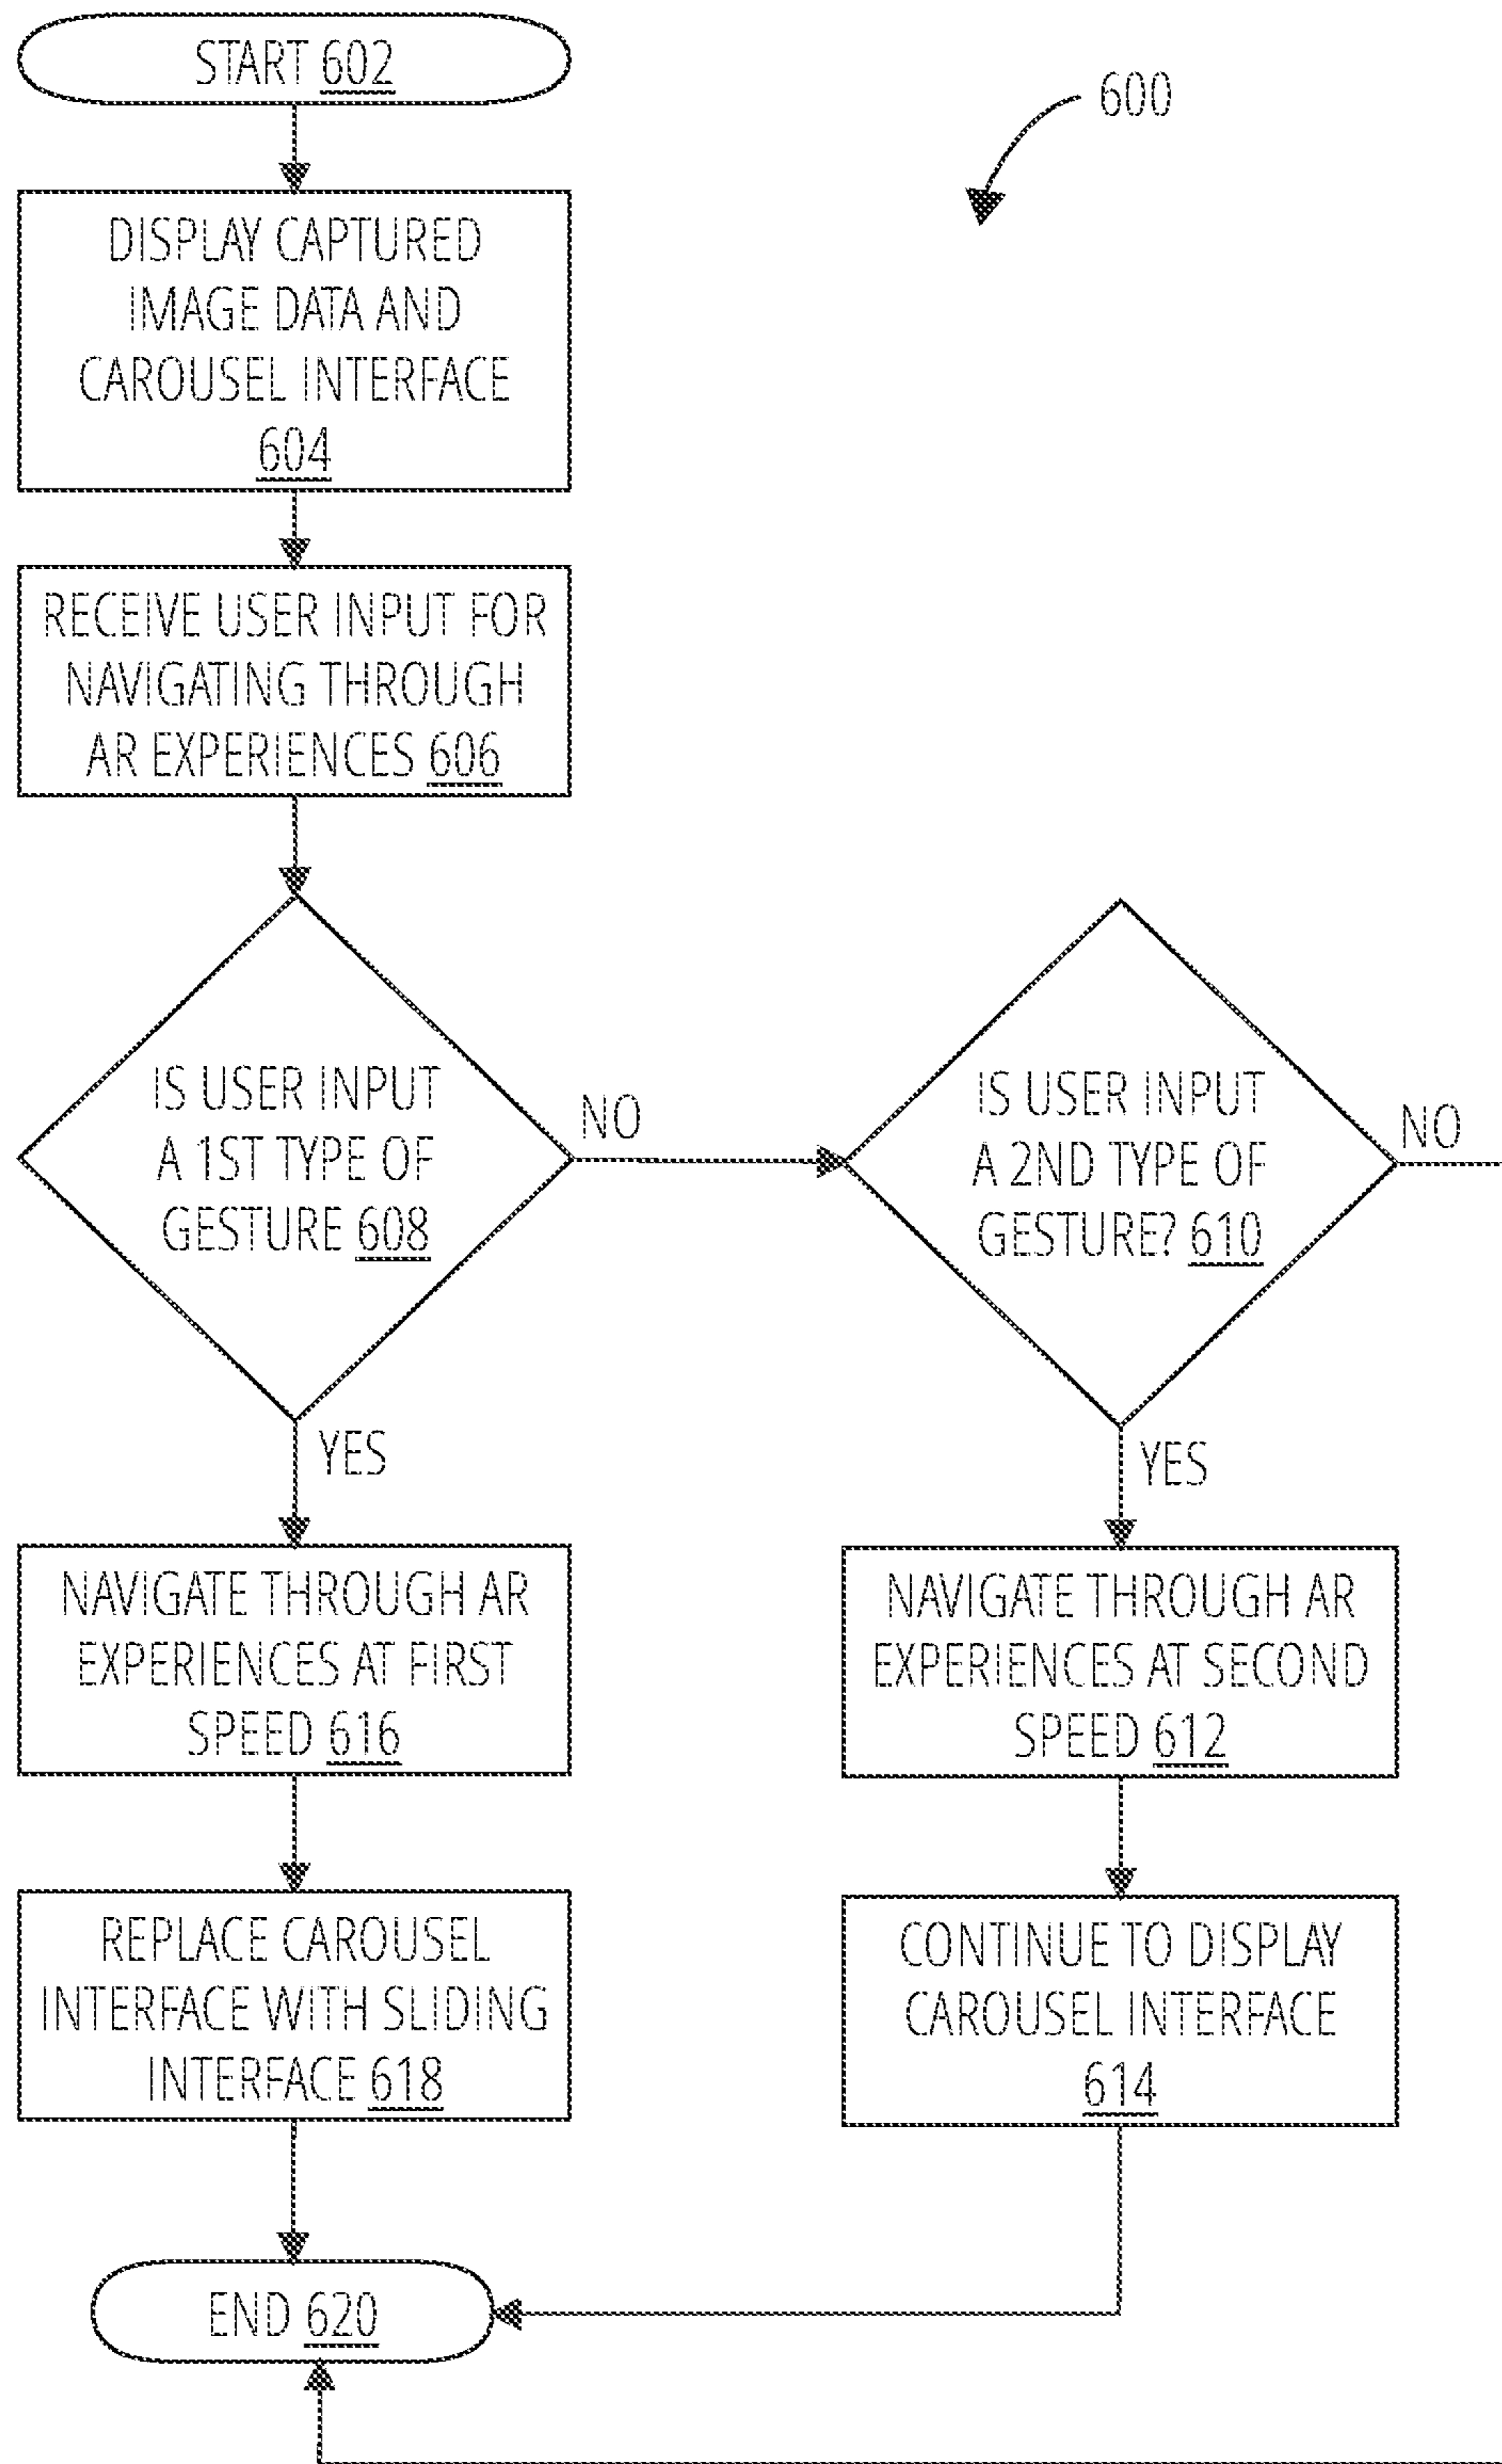 START 602
600
DISPLAY CAPTURED
IMAGE DATA AND
CAROUSEL INTERFACE
604
RECEIVE USER INPUT FOR
NAVIGATING THROUGH
AR EXPERIENCES 606
IS USER INPUT
A 1ST TYPE OF
GESTURE 608
NO
YES
IS USER INPUT
A 2ND TYPE OF
GESTURE? 610
NO
YES
NAVIGATE THROUGH AR
EXPERIENCES AT FIRST
SPEED 616
NAVIGATE THROUGH AR
EXPERIENCES AT SECOND
SPEED 612
REPLACE CAROUSEL
INTERFACE WITH SLIDING
INTERFACE 618
CONTINUE TO DISPLAY
CAROUSEL INTERFACE
614
END 620